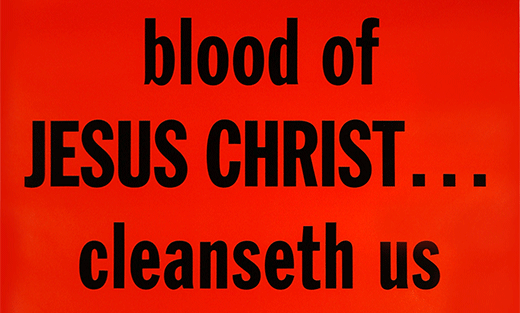 blood of
JESUS CHRIST...
cleanseth us